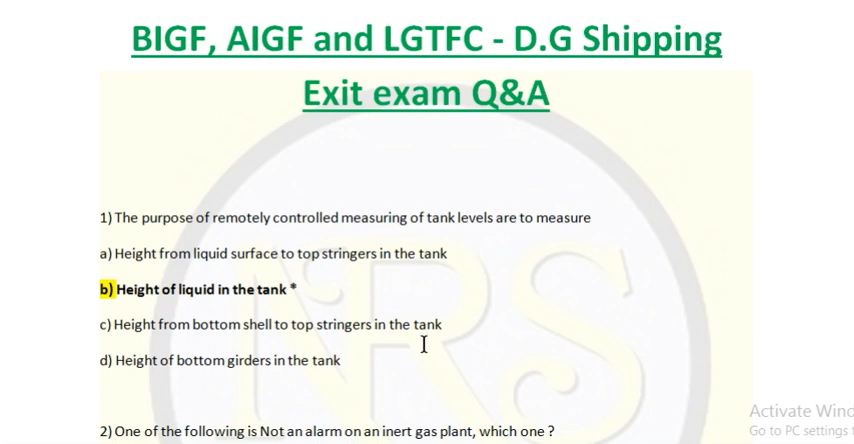 BIGF, AIGF and LGTFC - D.G Shipping
Exit exam Q&A
NRS
1) The purpose of remotely controlled measuring of tank levels are to measure
a) Height from liquid surface to top stringers in the tank
b) Height of liquid in the tank *
c) Height from bottom shell to top stringers in the tank
d) Height of bottom girders in the tank
2) One of the following is Not an alarm on an inert gas plant, which one ?
Activate Wind
Go to PC settings t